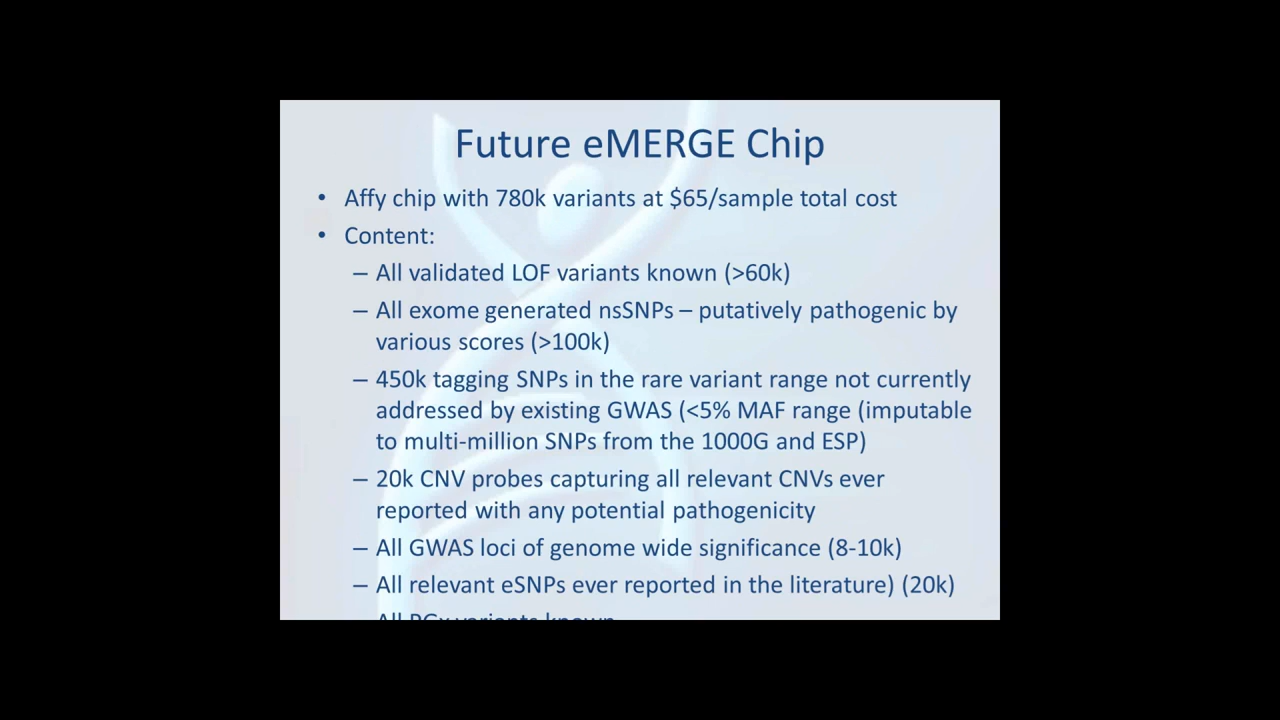 Future eMERGE Chip
• Affy chip with 780k variants at $65/sample total cost
• Content:
– All validated LOF variants known (>60k)
– All exome generated nsSNPs – putatively pathogenic by
various scores (>100k)
– 450k tagging SNPs in the rare variant range not currently
addressed by existing GWAS (<5% MAF range (imputable
to multi-million SNPs from the 1000G and ESP)
– 20k CNV probes capturing all relevant CNVs ever
reported with any potential pathogenicity
– All GWAS loci of genome wide significance (8-10k)
– All relevant eSNPs ever reported in the literature) (20k)
All PGx variants known